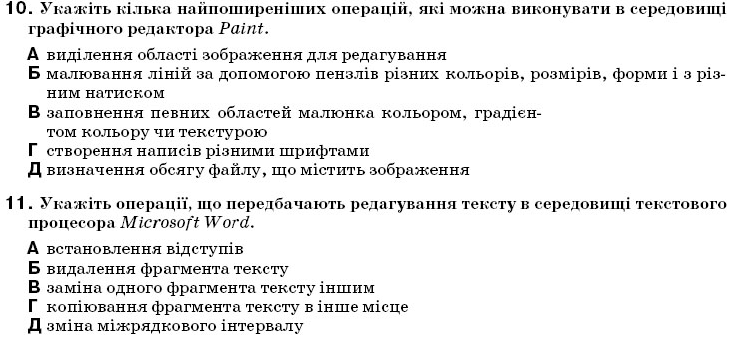 10. Укажіть кілька найпоширеніших операцій, які можна виконувати в середовищі
графічного редактора Paint.
А виділення області зображення для редагування
Б малювання ліній за допомогою пензлів різних кольорів, розмірів, форми і з різ-
ним натиском
В заповнення певних областей малюнка кольором, градієн-
том кольору чи текстурою
Г створення написів різними шрифтами
Д визначення обсягу файлу, що містить зображення
11. Укажіть операції, що передбачають редагування тексту в середовищі текстового
процесора Microsoft Word.
А встановлення відступів
Б видалення фрагмента тексту
В заміна одного фрагмента тексту іншим
Г копіювання фрагмента тексту в інше місце
Д зміна міжрядкового інтервалу